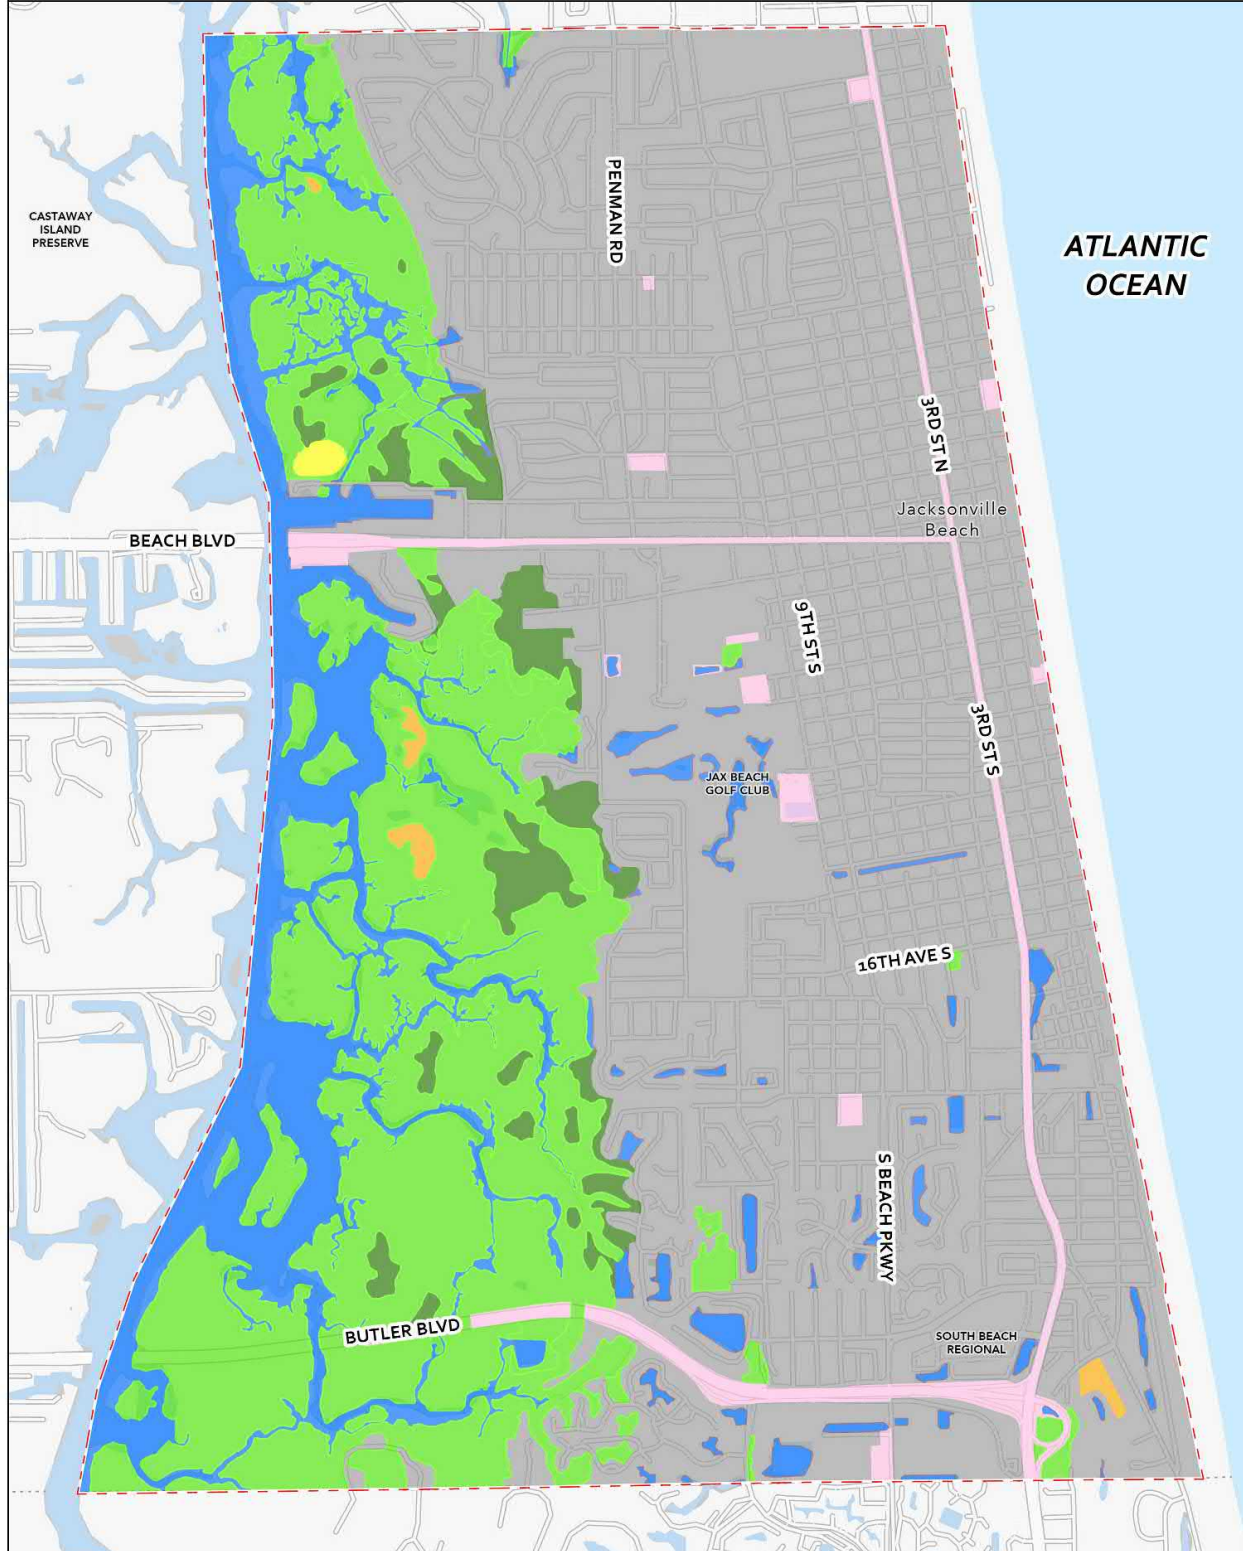 PENMAN RD
CASTAWAY
ISLAND
PRESERVE
ATLANTIC
OCEAN
3RD ST N
Jacksonville
Beach
BEACH BLVD
9TH ST S
3RD ST S
JAX BEACH
GOLF CLUB
16TH AVE S
S BEACH PKWY
BUTLER BLVD
SOUTH BEACH
REGIONAL